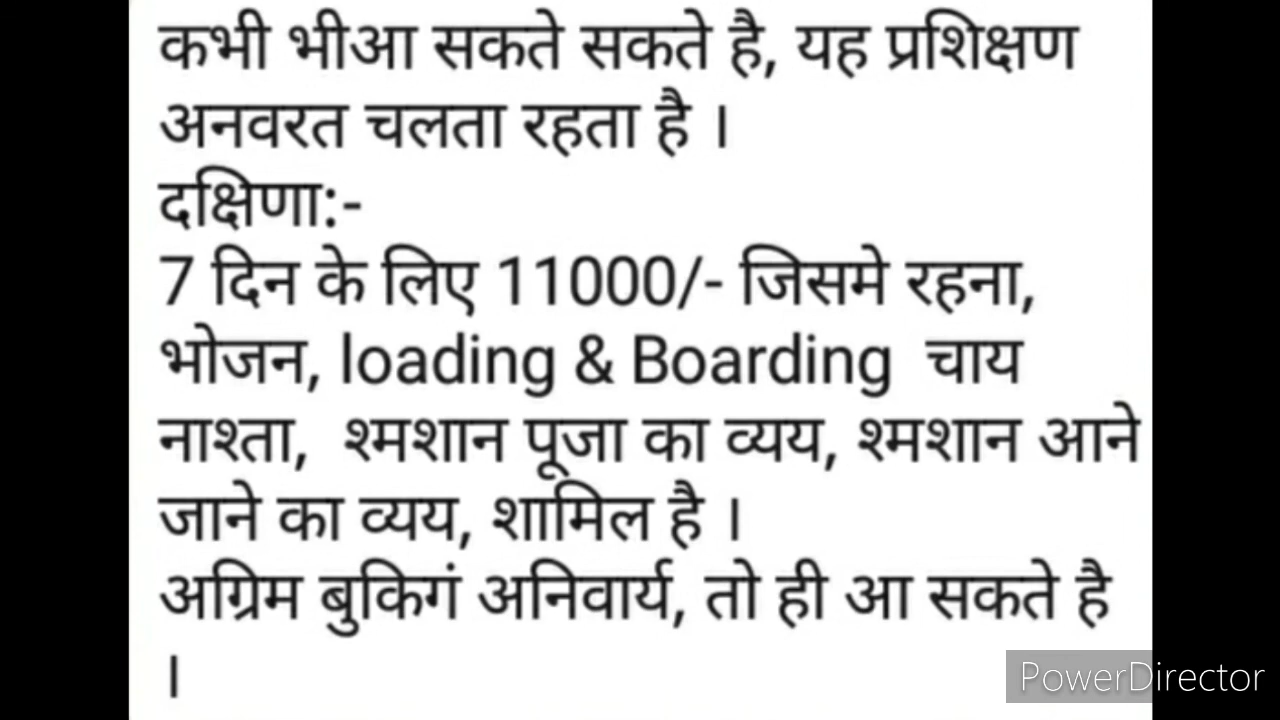 कभी भीआ सकते सकते है, यह प्रशिक्षण
अनवरत चलता रहता है ।
दक्षिणा:-
7 दिन के लिए 11000/- जिसमे रहना,
भोजन, loading & Boarding चाय
नाश्ता, श्मशान पूजा का व्यय, श्मशान आने
जाने का व्यय, शामिल है ।
अग्रिम बुकिगं अनिवार्य, तो ही आ सकते है
।
PowerDirector